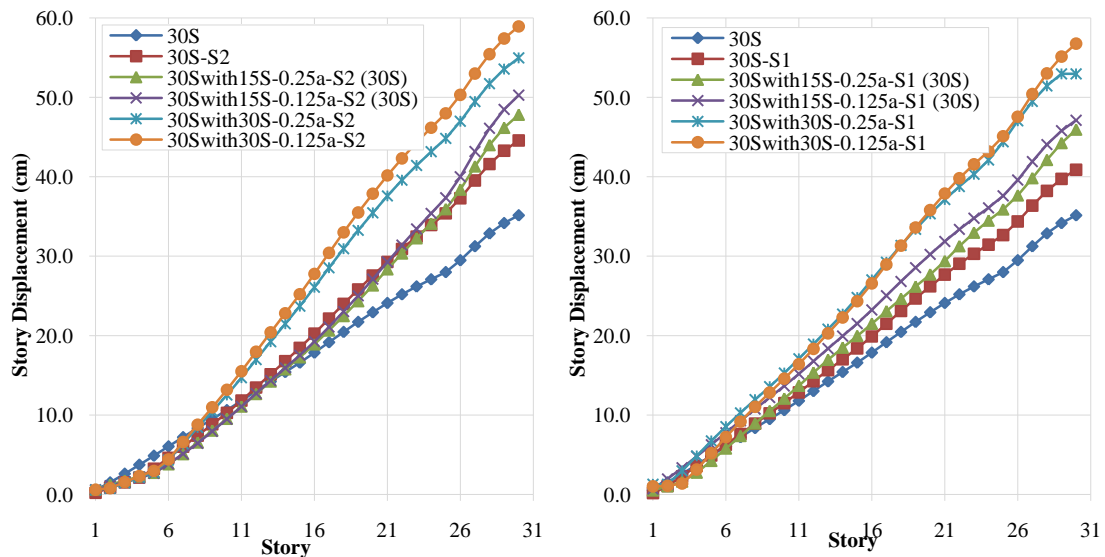 60.0
50.0
40.0
30.0
20.0
10.0
0.0
Story Displacement (cm)
30S
30S-S2
30Swith15S-0.25a-S2 (30S)
30Swith15S-0.125a-S2 (30S)
30Swith30S-0.25a-S2
30Swith30S-0.125a-S2
1 6 11 16 21 26 31
Story
60.0
50.0
40.0
30.0
20.0
10.0
0.0
Story Displacement (cm)
30S
30S-S1
30Swith15S-0.25a-S1 (30S)
30Swith15S-0.125a-S1 (30S)
30Swith30S-0.25a-S1
30Swith30S-0.125a-S1
1 6 11 16 21 26 31
Story